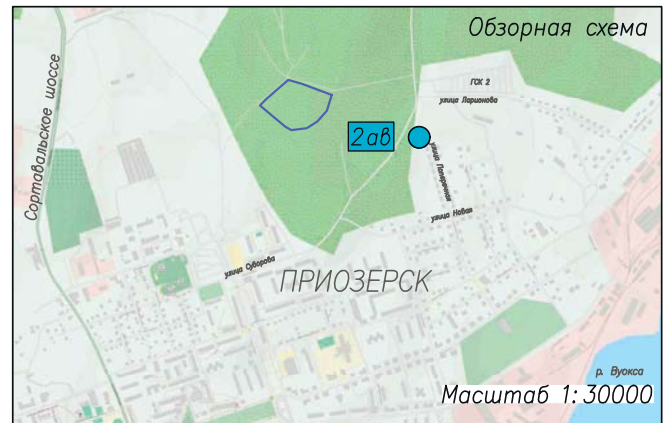 Обзорная схема
Сортавальское шоссе
ГСК 2
улица Ларионова
2ав
улица Поперечная
улица Новая
улица Суворова
ПРИОЗЕРСК
р. Вуокса
Масштаб 1:30000